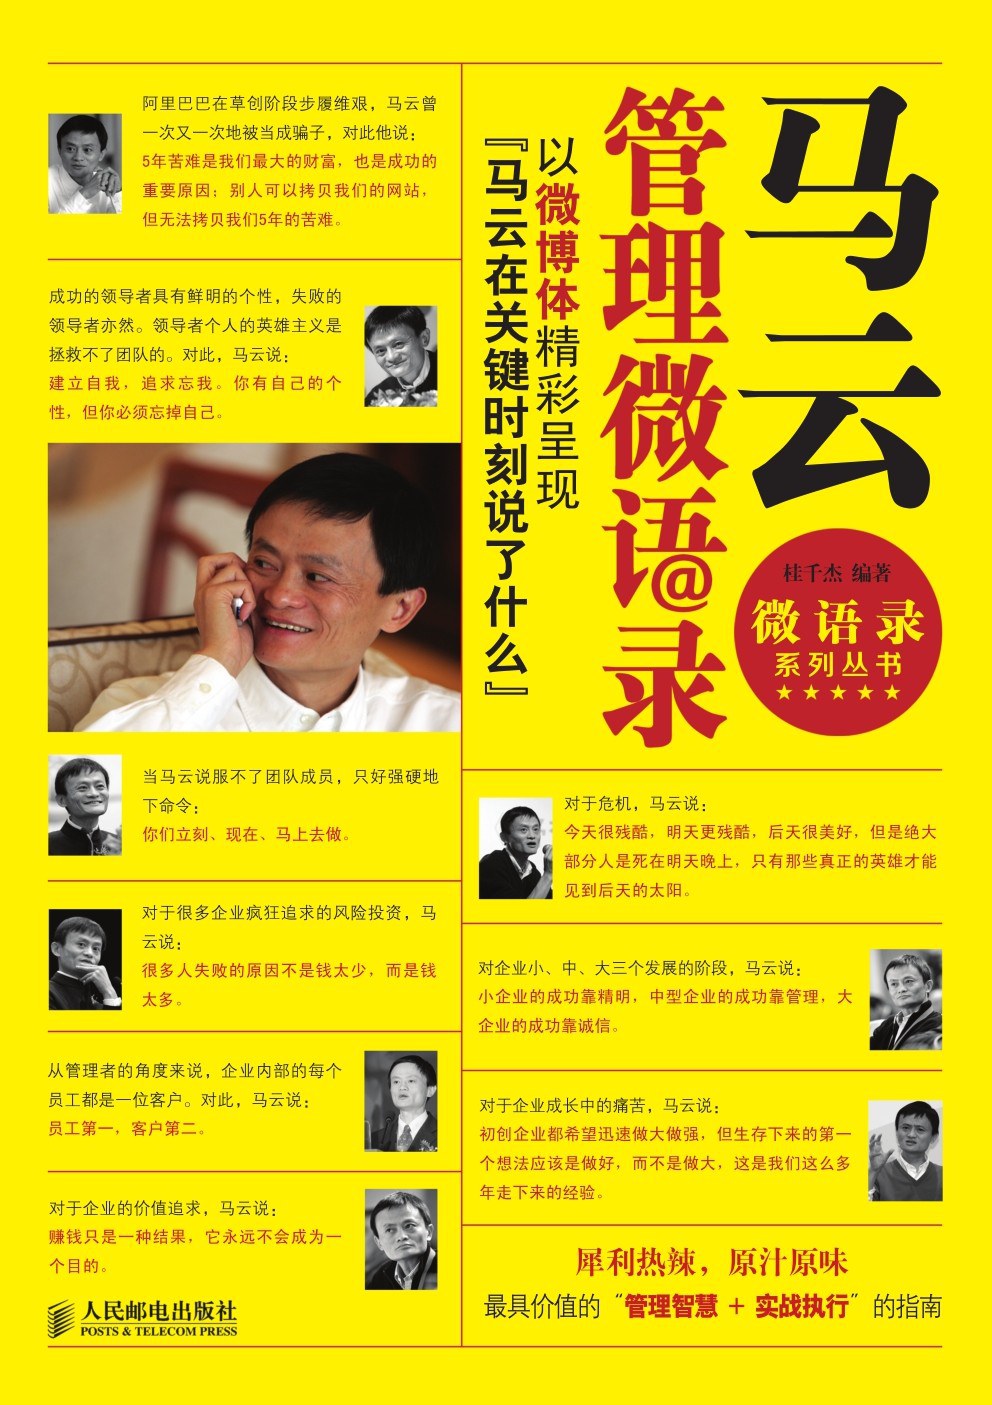 马云
管理微语录
@
以微博体精彩呈现
『马云在关键时刻说了什么』
桂千杰 编著
微语录
系列丛书
★★★★★
阿里巴巴在草创阶段步履维艰，马云曾
一次又一次地被当成骗子，对此他说：
5年苦难是我们最大的财富，也是成功的
重要原因；别人可以拷贝我们的网站，
但无法拷贝我们5年的苦难。
成功的领导者具有鲜明的个性，失败的
领导者亦然。领导者个人的英雄主义是
拯救不了团队的。对此，马云说：
建立自我，追求忘我。你有自己的个
性，但你必须忘掉自己。
当马云说服不了团队成员，只好强硬地
下命令：
你们立刻、现在、马上去做。
对于很多企业疯狂追求的风险投资，马
云说：
很多人失败的原因不是钱太少，而是钱
太多。
从管理者的角度来说，企业内部的每个
员工都是一位客户。对此，马云说：
员工第一，客户第二。
对于企业的价值追求，马云说：
赚钱只是一种结果，它永远不会成为一
个目的。
人民邮电出版社
POSTS & TELECOM PRESS
对于危机，马云说：
今天很残酷，明天更残酷，后天很美好，但是绝大
部分人是死在明天晚上，只有那些真正的英雄才能
见到后天的太阳。
对企业小、中、大三个发展的阶段，马云说：
小企业的成功靠精明，中型企业的成功靠管理，大
企业的成功靠诚信。
对于企业成长中的痛苦，马云说：
初创企业都希望迅速做大做强，但生存下来的第一
个想法应该是做好，而不是做大，这是我们这么多
年走下来的经验。
犀利热辣，原汁原味
最具价值的“管理智慧 + 实战执行”的指南